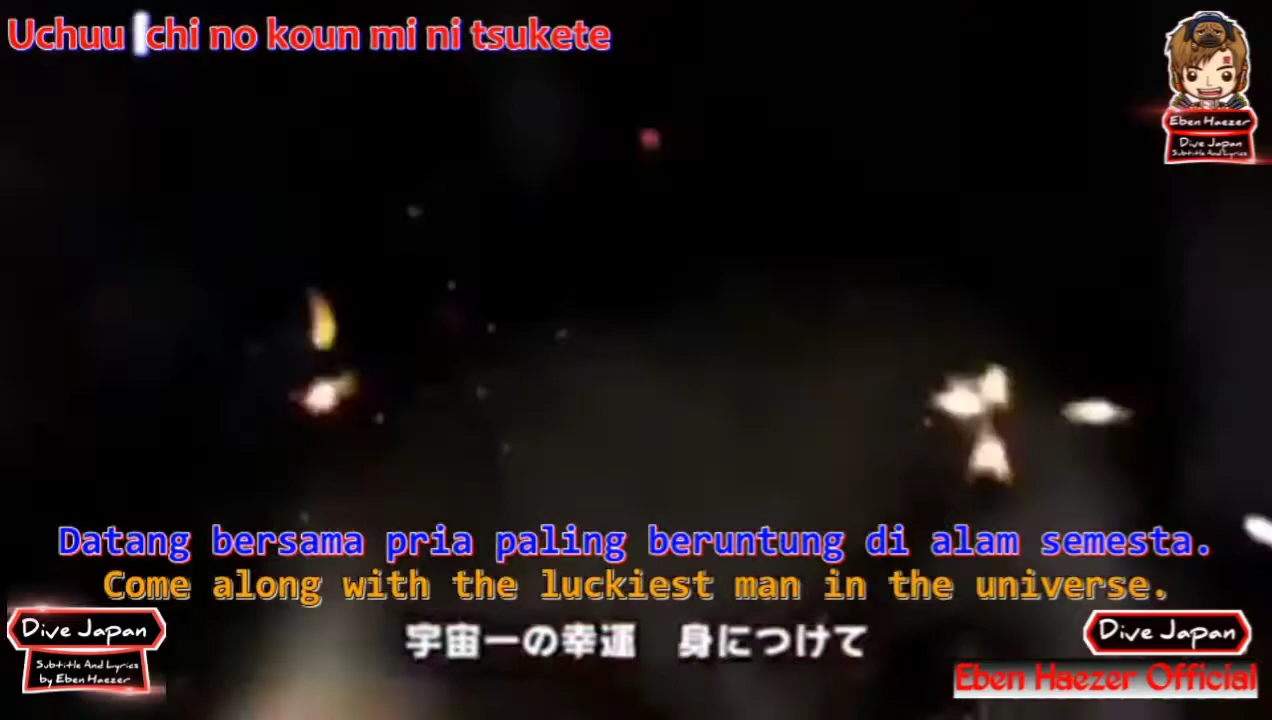 Uchuu Ichi no koun mi ni tsukete
Eben Haezer
Dive Japan
Subtitle And Lyrics
Datang bersama pria paling beruntung di alam semesta.
Come along with the luckiest man in the universe.
宇宙一の幸運 身につけて
Dive Japan
Subtitle And Lyrics
by Eben Haezer
Dive Japan
Eben Haezer Official